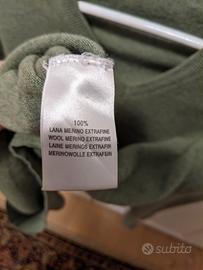 100%
LANA MERINO EXTRAFINE
WOOL MERINO EXTRAFINE
LAINE MERINOS EXTRAFIN
MERINOWOLLE EXTRAFEIN
subito